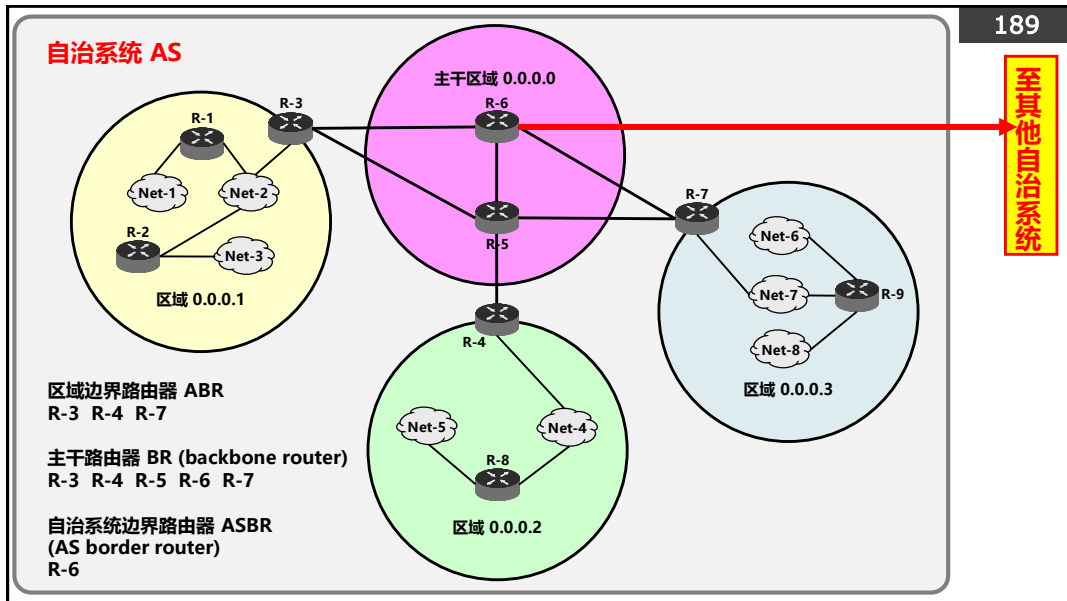 189
自治系统 AS
至其他自治系统
主干区域 0.0.0.0
R-6
R-3
R-1
Net-1
Net-2
R-2
Net-3
区域 0.0.0.1
R-5
R-7
Net-6
Net-7
R-9
Net-8
区域 0.0.0.3
R-4
Net-5
Net-4
R-8
区域 0.0.0.2
区域边界路由器 ABR
R-3 R-4 R-7
主干路由器 BR (backbone router)
R-3 R-4 R-5 R-6 R-7
自治系统边界路由器 ASBR
(AS border router)
R-6